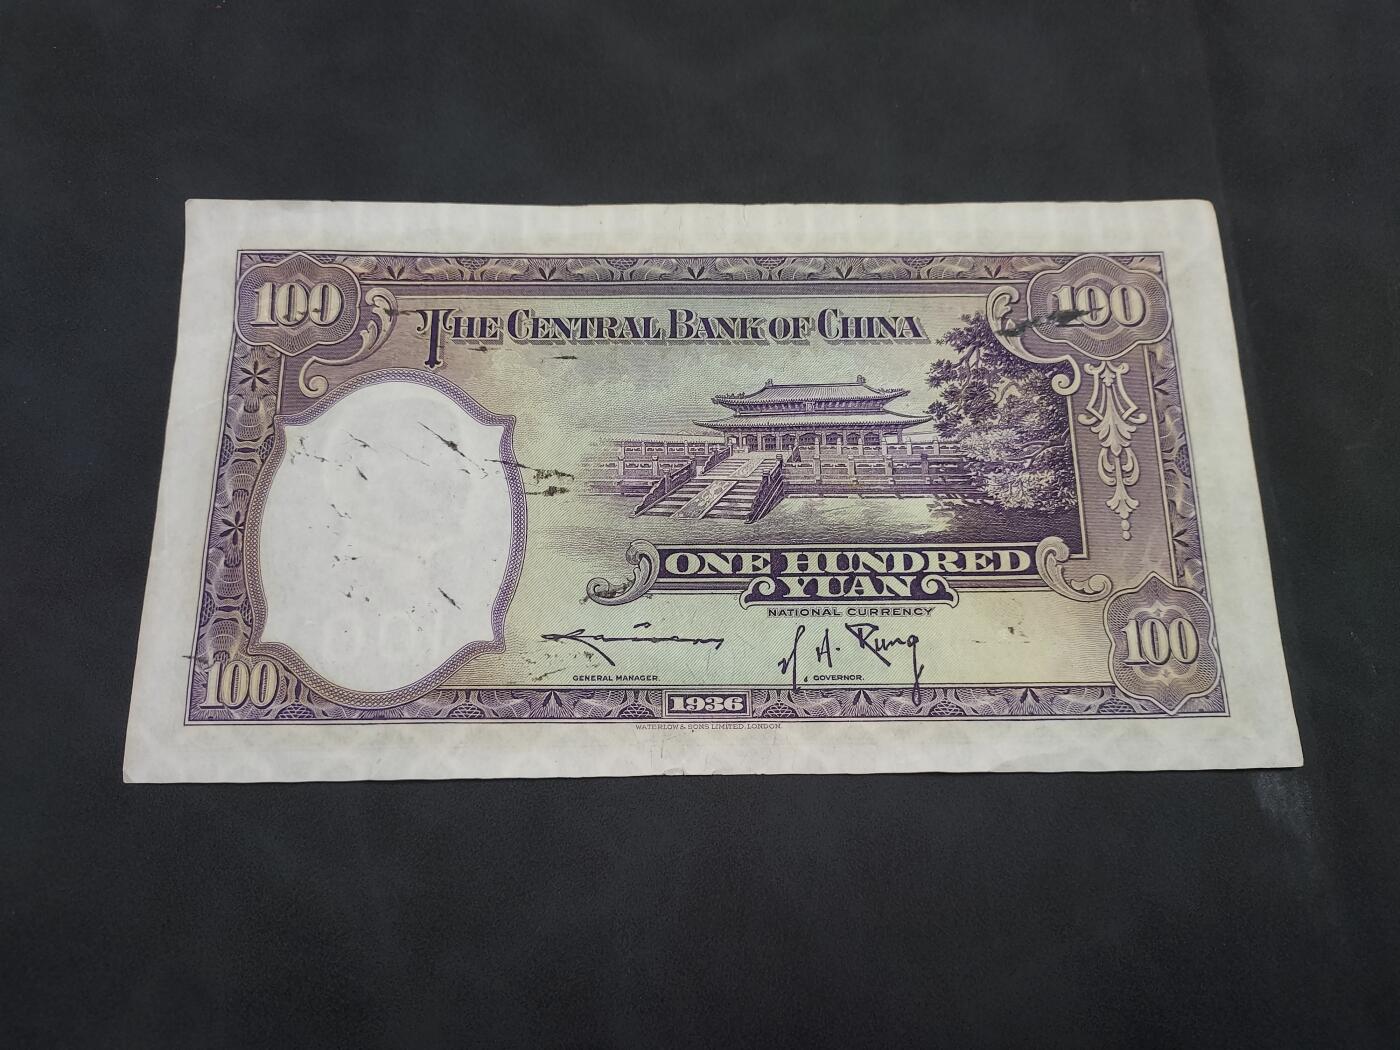 100
100
THE CENTRAL BANK OF CHINA
ONE HUNDRED
YUAN
NATIONAL CURRENCY
H. H. Kung
GENERAL MANAGER.
GOVERNOR.
100
100
1936
WATERLOW & SONS LIMITED, LONDON.